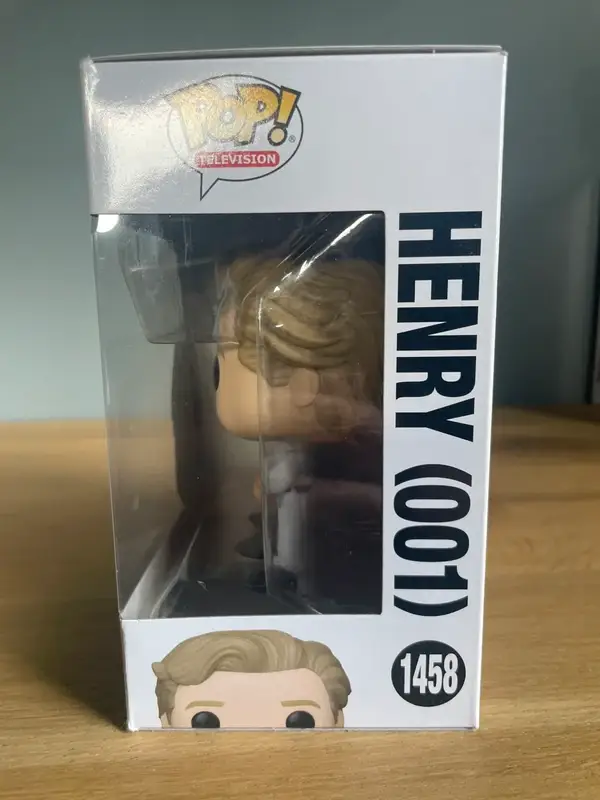 POP!
®
TELEVISION
HENRY (001)
1458